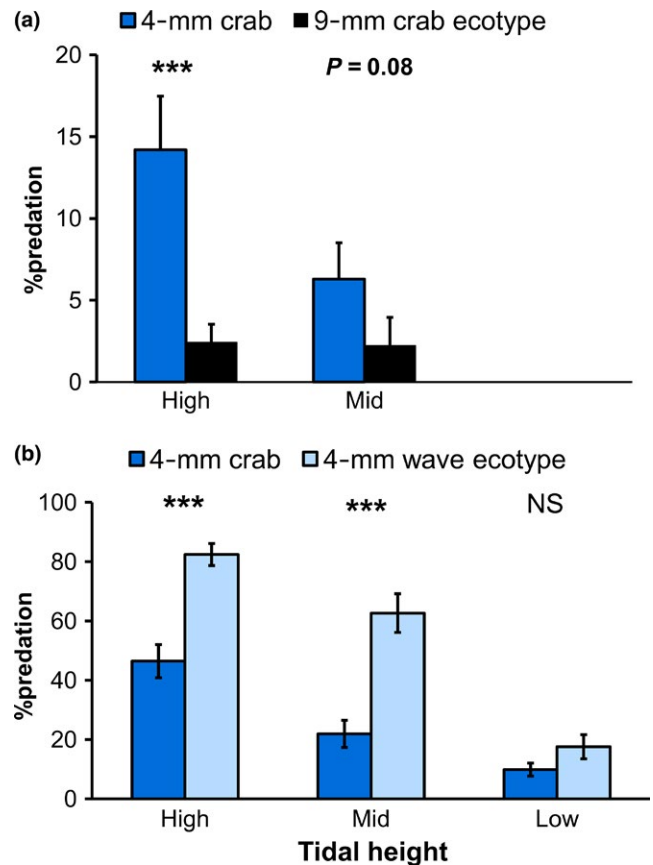 (a)
4-mm crab 9-mm crab ecotype
20
15
10
5
0
%predation
*** P = 0.08
High Mid
(b)
4-mm crab 4-mm wave ecotype
100
80
60
40
20
0
%predation
*** *** NS
High Mid Low
Tidal height